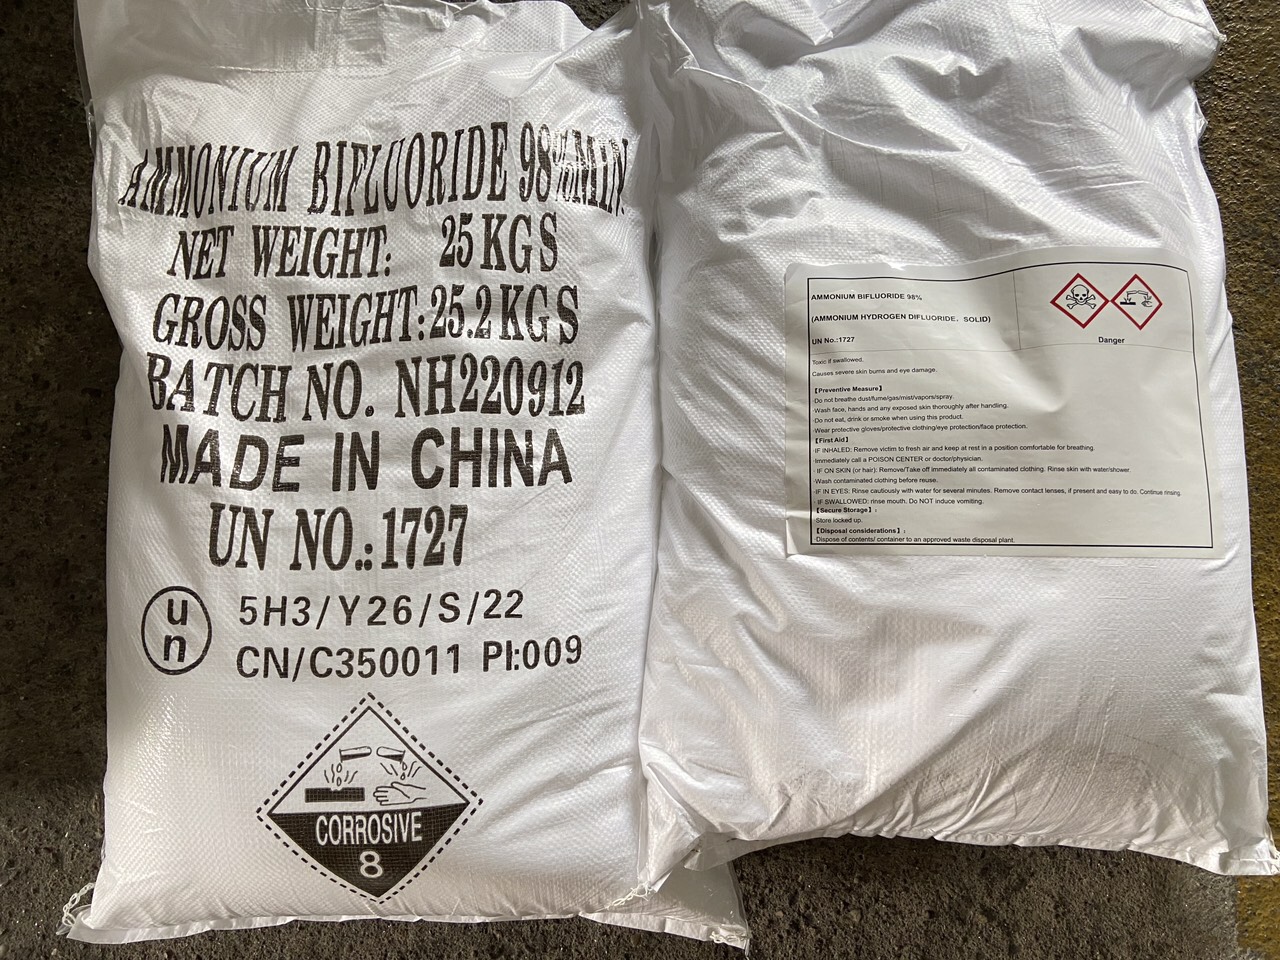 AMMONIUM BIFLUORIDE 98%MIN
NET WEIGHT: 25KGS
GROSS WEIGHT:25.2KGS
BATCH NO. NH220912
MADE IN CHINA
UN NO.:1727
un
5H3/Y26/S/22
CN/C350011 PI:009
CORROSIVE
8
AMMONIUM BIFLUORIDE 98%
(AMMONIUM HYDROGEN DIFLUORIDE, SOLID)
UN No.:1727
Danger
Toxic if swallowed.
Causes severe skin burns and eye damage.
【Preventive Measure】
·Do not breathe dust/fume/gas/mist/vapors/spray.
·Wash face, hands and any exposed skin thoroughly after handling.
·Do not eat, drink or smoke when using this product.
·Wear protective gloves/protective clothing/eye protection/face protection.
【First Aid】
·IF INHALED: Remove victim to fresh air and keep at rest in a position comfortable for breathing.
·Immediately call a POISON CENTER or doctor/physician.
· IF ON SKIN (or hair): Remove/Take off immediately all contaminated clothing. Rinse skin with water/shower.
·Wash contaminated clothing before reuse.
·IF IN EYES: Rinse cautiously with water for several minutes. Remove contact lenses, if present and easy to do. Continue rinsing.
· IF SWALLOWED: rinse mouth. Do NOT induce vomiting.
【Secure Storage】:
·Store locked up.
【Disposal considerations】:
·Dispose of contents/ container to an approved waste disposal plant.